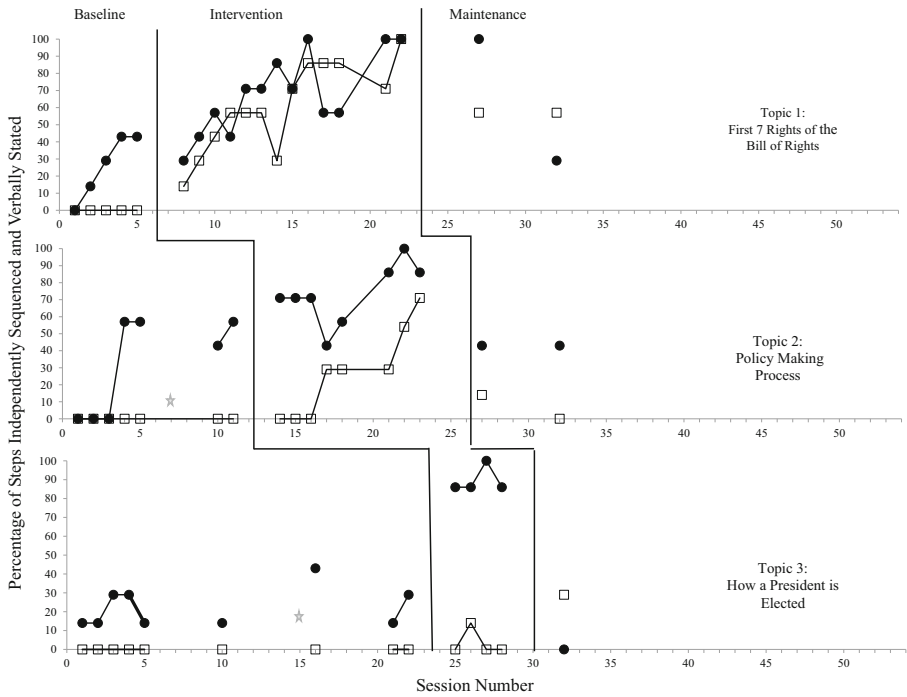 Baseline
Intervention
Maintenance
Percentage of Steps Independently Sequenced and Verbally Stated
100
90
80
70
60
50
40
30
20
10
0
0 5 10 15 20 25 30 35 40 45 50
Topic 1:
First 7 Rights of the
Bill of Rights
100
90
80
70
60
50
40
30
20
10
0
0 5 10 15 20 25 30 35 40 45 50
Topic 2:
Policy Making
Process
100
90
80
70
60
50
40
30
20
10
0
0 5 10 15 20 25 30 35 40 45 50
Topic 3:
How a President is
Elected
Session Number